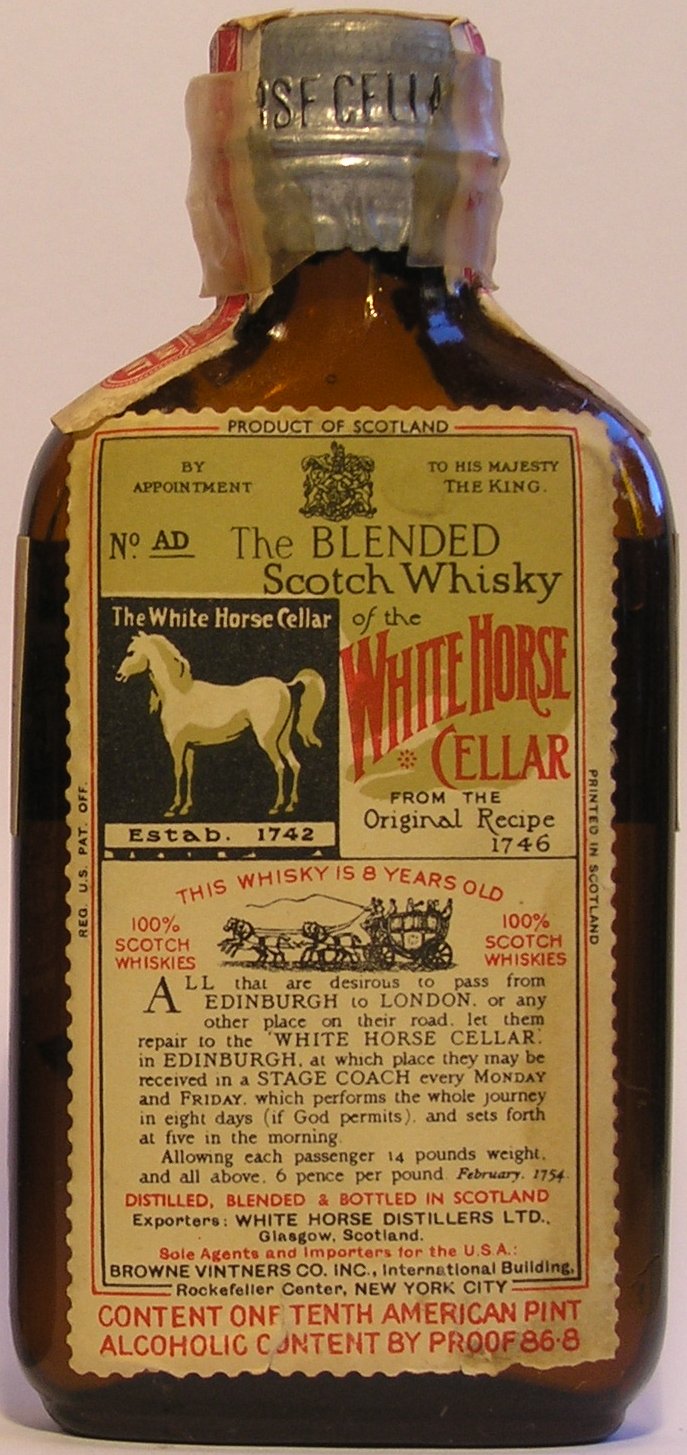 PRODUCT OF SCOTLAND
BY APPOINTMENT
TO HIS MAJESTY THE KING.
No. AD
The BLENDED
Scotch Whisky
of the
WHITE HORSE
CELLAR
The White Horse Cellar
Estab. 1742
FROM THE
Original Recipe
1746
REG. U.S. PAT. OFF.
PRINTED IN SCOTLAND
THIS WHISKY IS 8 YEARS OLD
100%
SCOTCH
WHISKIES
100%
SCOTCH
WHISKIES
ALL that are desirous to pass from
EDINBURGH to LONDON, or any
other place on their road, let them
repair to the 'WHITE HORSE CELLAR'.
in EDINBURGH, at which place they may be
received in a STAGE COACH every MONDAY
and FRIDAY, which performs the whole journey
in eight days (if God permits), and sets forth
at five in the morning.
Allowing each passenger 14 pounds weight,
and all above, 6 pence per pound. February, 1754.
DISTILLED, BLENDED & BOTTLED IN SCOTLAND
Exporters: WHITE HORSE DISTILLERS LTD.,
Glasgow, Scotland.
Sole Agents and Importers for the U.S.A.:
BROWNE VINTNERS CO. INC., International Building,
Rockefeller Center, NEW YORK CITY
CONTENT ONE TENTH AMERICAN PINT
ALCOHOLIC CONTENT BY PROOF 86·8